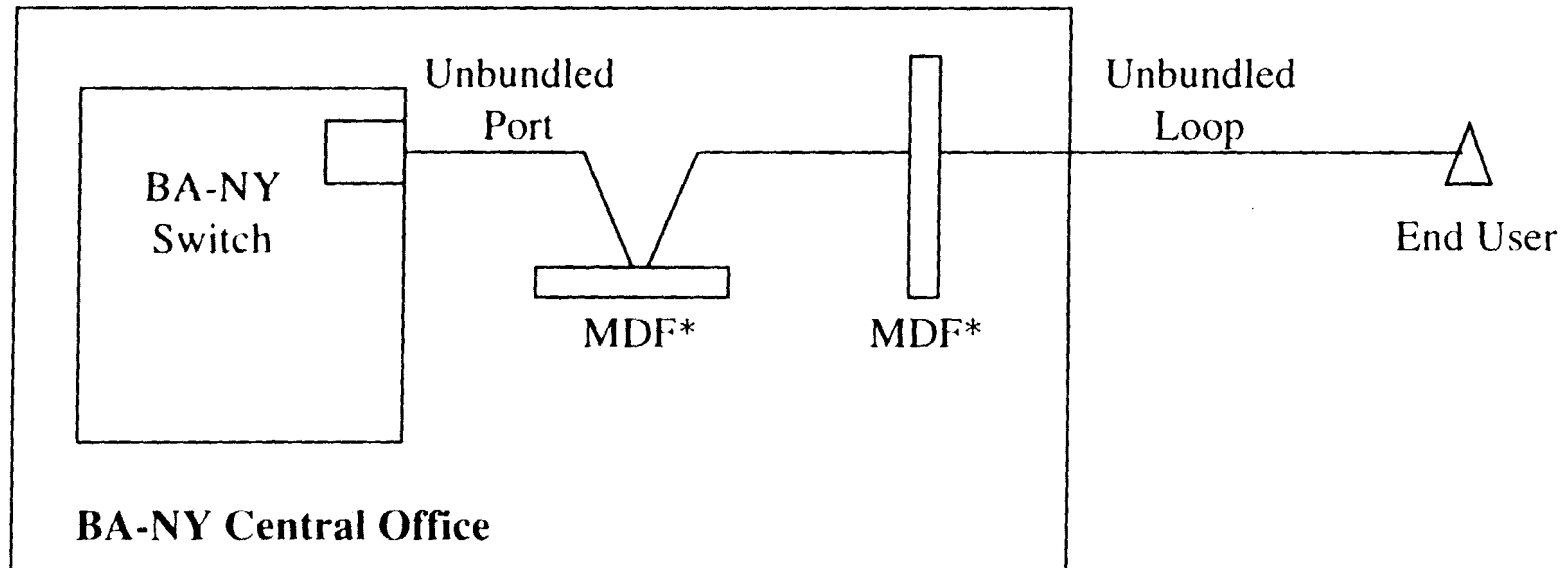 Unbundled
Port
Unbundled
Loop
BA-NY
Switch
End User
MDF*
MDF*
BA-NY Central Office